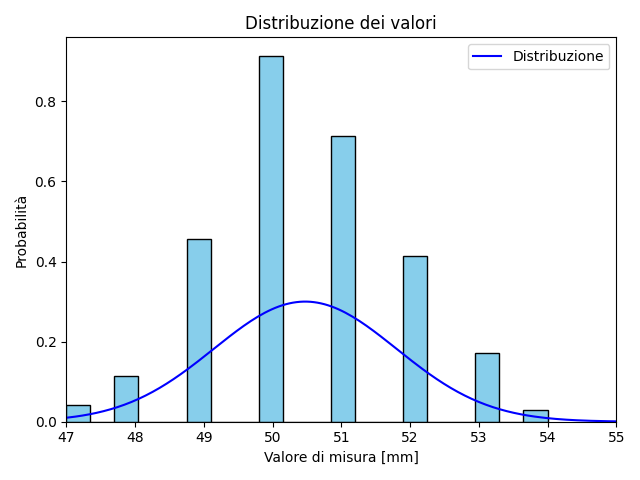 Distribuzione dei valori
Distribuzione
Probabilità
0.8
0.6
0.4
0.2
0.0
47 48 49 50 51 52 53 54 55
Valore di misura [mm]